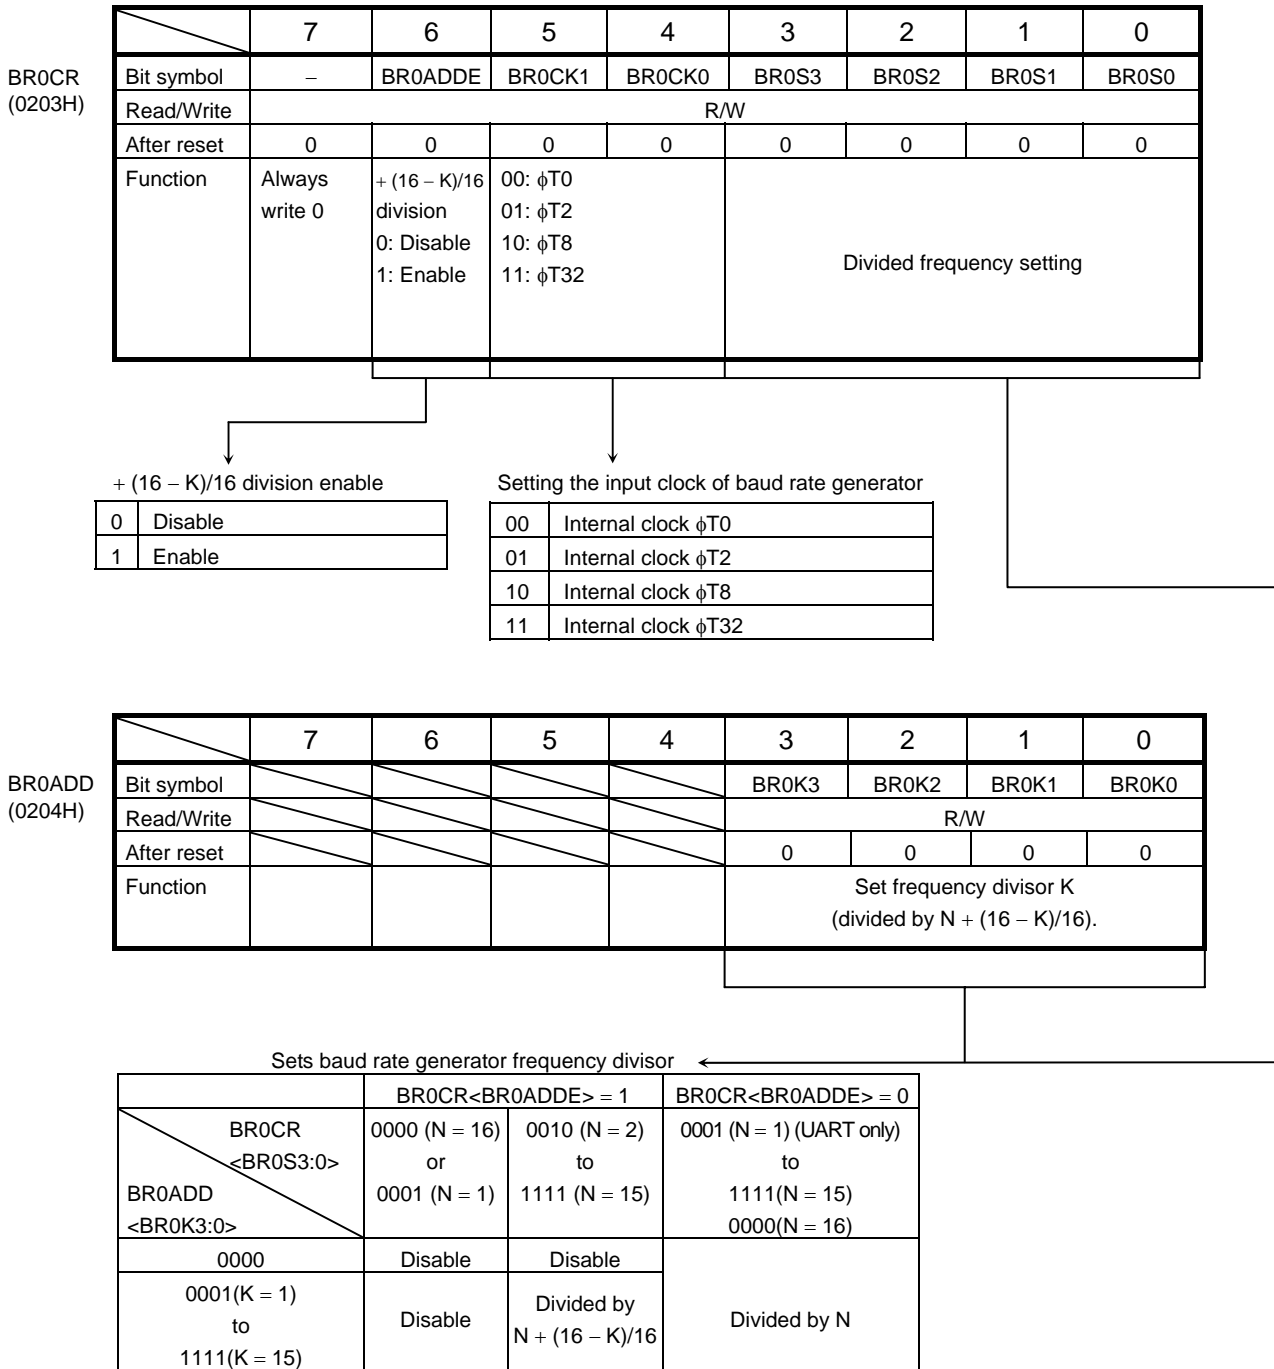 7 6 5 4 3 2 1 0
BR0CR Bit symbol – BR0ADDE BR0CK1 BR0CK0 BR0S3 BR0S2 BR0S1 BR0S0
(0203H) Read/Write R/W
After reset 0 0 0 0 0 0 0 0
Function Always + (16 – K)/16 00: ϕT0
write 0 division 01: ϕT2
0: Disable 10: ϕT8 Divided frequency setting
1: Enable 11: ϕT32
+ (16 – K)/16 division enable
0 Disable
1 Enable
Setting the input clock of baud rate generator
00 Internal clock ϕT0
01 Internal clock ϕT2
10 Internal clock ϕT8
11 Internal clock ϕT32
7 6 5 4 3 2 1 0
BR0ADD Bit symbol BR0K3 BR0K2 BR0K1 BR0K0
(0204H) Read/Write R/W
After reset 0 0 0 0
Function Set frequency divisor K
(divided by N + (16 – K)/16).
Sets baud rate generator frequency divisor
BR0CR<BR0ADDE> = 1 BR0CR<BR0ADDE> = 0
BR0CR 0000 (N = 16) 0010 (N = 2) 0001 (N = 1) (UART only)
<BR0S3:0> or to to
BR0ADD 0001 (N = 1) 1111 (N = 15) 1111(N = 15)
<BR0K3:0> 0000(N = 16)
0000 Disable Disable
0001(K = 1) Divided by
to Disable N + (16 – K)/16 Divided by N
1111(K = 15)